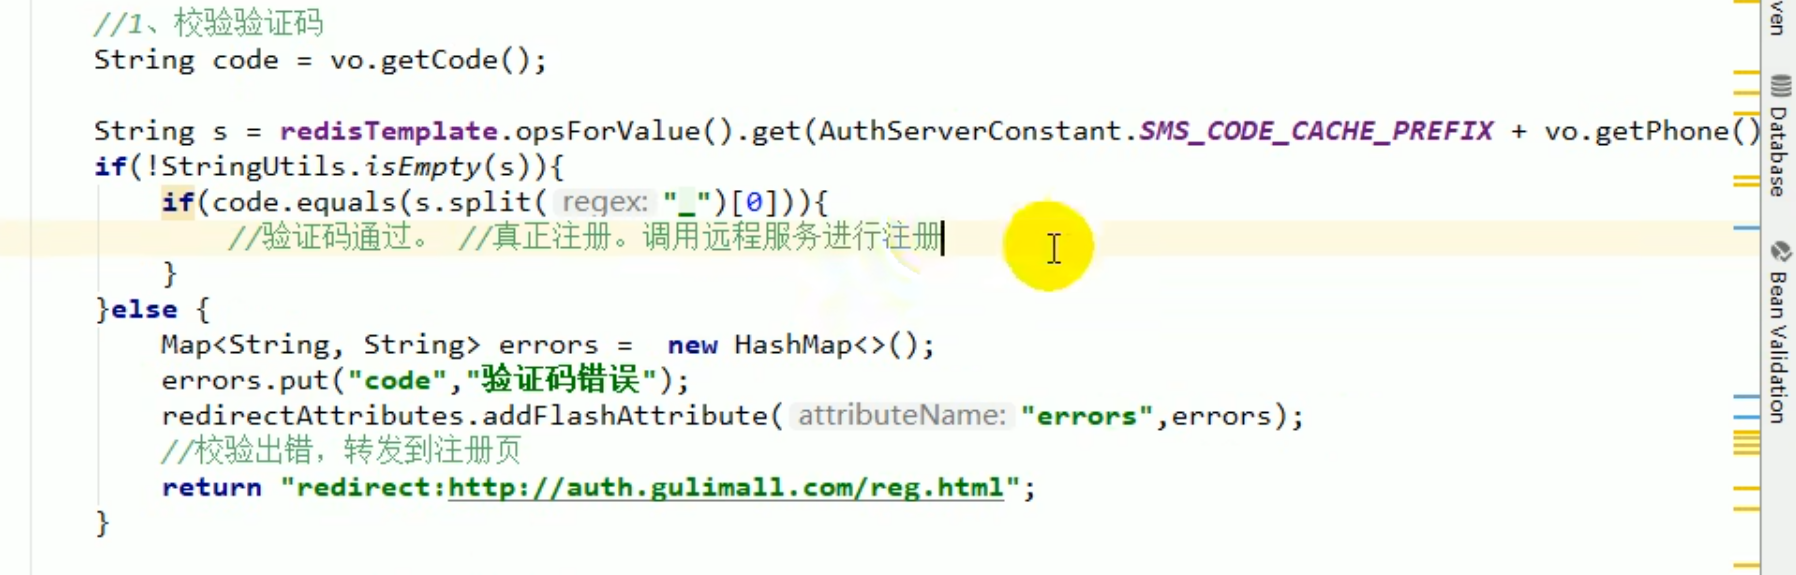 //1、校验验证码
String code = vo.getCode();
String s = redisTemplate.opsForValue().get(AuthServerConstant.SMS_CODE_CACHE_PREFIX + vo.getPhone()
if(!StringUtils.isEmpty(s)){
if(code.equals(s.split( regex: "_")[0])){
//验证码通过。 //真正注册。调用远程服务进行注册
}
}else {
Map<String, String> errors =  new HashMap<>();
errors.put("code","验证码错误");
redirectAttributes.addFlashAttribute( attributeName: "errors",errors);
//校验出错，转发到注册页
return "redirect:http://auth.gulimall.com/reg.html";
}
ven
Database
Bean Validation